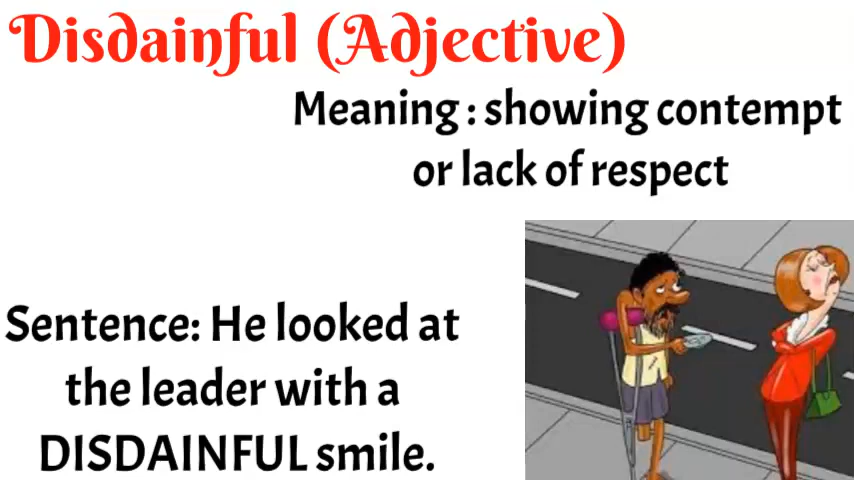 Disdainful (Adjective)
Meaning : showing contempt
or lack of respect
Sentence: He looked at
the leader with a
DISDAINFUL smile.